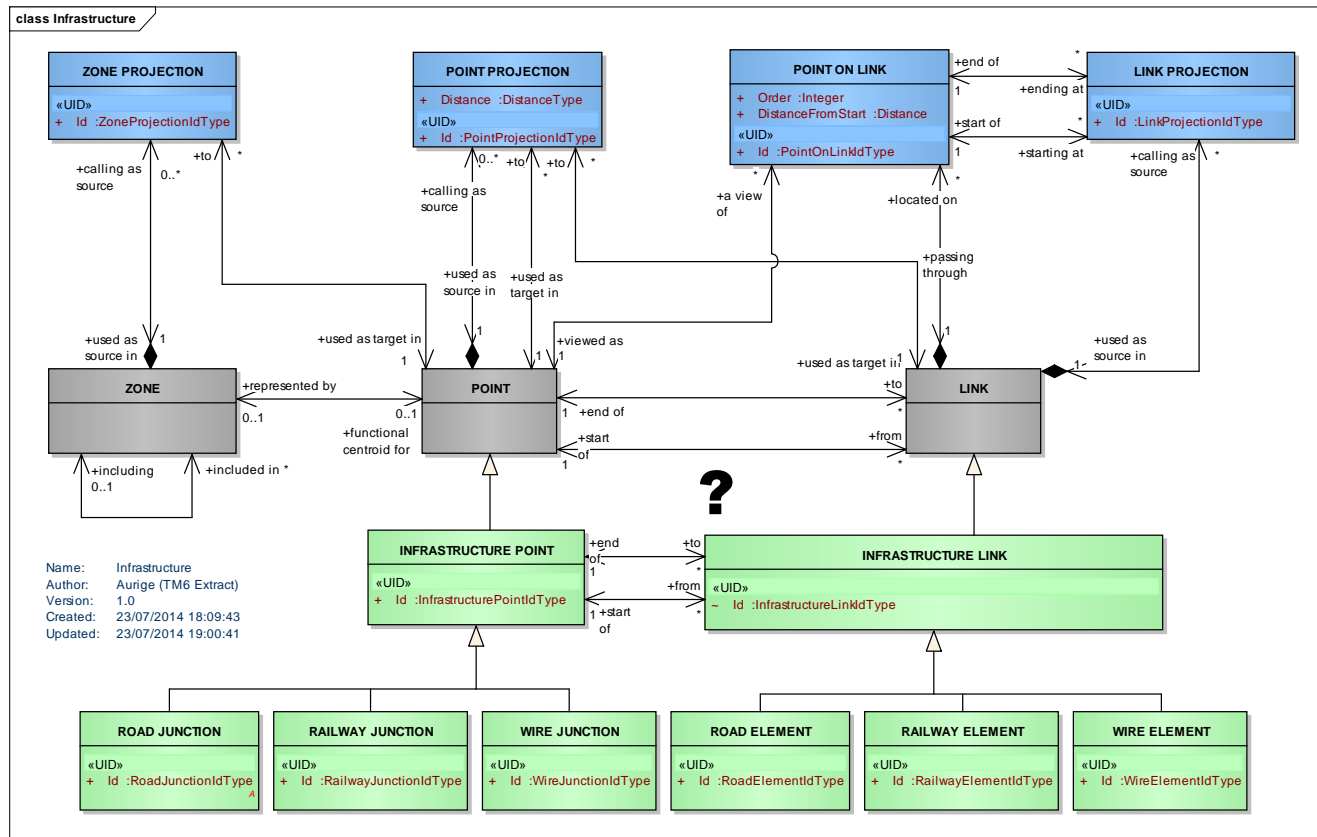 class Infrastructure
ZONE PROJECTION
«UID»
+ Id :ZoneProjectionIdType
POINT PROJECTION
+ Distance :DistanceType
«UID»
+ Id :PointProjectionIdType
POINT ON LINK
+ Order :Integer
+ DistanceFromStart :Distance
«UID»
+ Id :PointOnLinkIdType
LINK PROJECTION
«UID»
+ Id :LinkProjectionIdType
+end of
1
*
+ending at
+start of
1
*
+starting at
+calling as
source
0..*
+to
*
+calling as
source
0..*
+to
*
+to
*
*
+a view
of
*
+located on
+calling as
source
*
+used as
source in
1
+used as target in
1
+used as
source in
1
+used as
target in
1
+viewed as
1
+passing
through
1
+used as target in
1
+used as
source in
1
ZONE
POINT
LINK
+represented by
0..1
0..1
+functional
centroid for
+to
1
+end of
*
+start
of
1
+from
*
+including
0..1
+included in *
?
INFRASTRUCTURE POINT
«UID»
+ Id :InfrastructurePointIdType
+end
of
1
+to
*
+from
*
1
+start
of
INFRASTRUCTURE LINK
«UID»
~ Id :InfrastructureLinkIdType
Name: Infrastructure
Author: Aurige (TM6 Extract)
Version: 1.0
Created: 23/07/2014 18:09:43
Updated: 23/07/2014 19:00:41
ROAD JUNCTION
«UID»
+ Id :RoadJunctionIdType
A
RAILWAY JUNCTION
«UID»
+ Id :RailwayJunctionIdType
WIRE JUNCTION
«UID»
+ Id :WireJunctionIdType
ROAD ELEMENT
«UID»
+ Id :RoadElementIdType
RAILWAY ELEMENT
«UID»
+ Id :RailwayElementIdType
WIRE ELEMENT
«UID»
+ Id :WireElementIdType